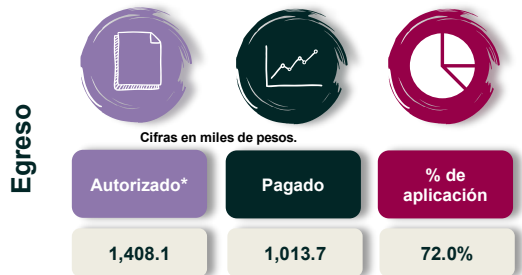 Egreso
Cifras en miles de pesos.
Autorizado*
Pagado
% de
aplicación
1,408.1
1,013.7
72.0%